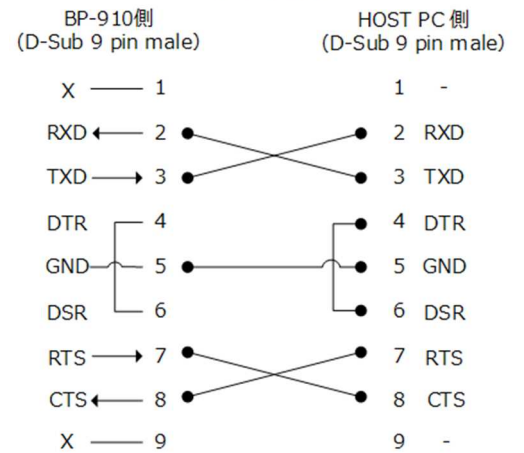 BP-910側 HOST PC 側
(D-Sub 9 pin male) (D-Sub 9 pin male)
X 1 1 -
RXD 2 2 RXD
TXD 3 3 TXD
DTR 4 4 DTR
GND 5 5 GND
DSR 6 6 DSR
RTS 7 7 RTS
CTS 8 8 CTS
X 9 9 -